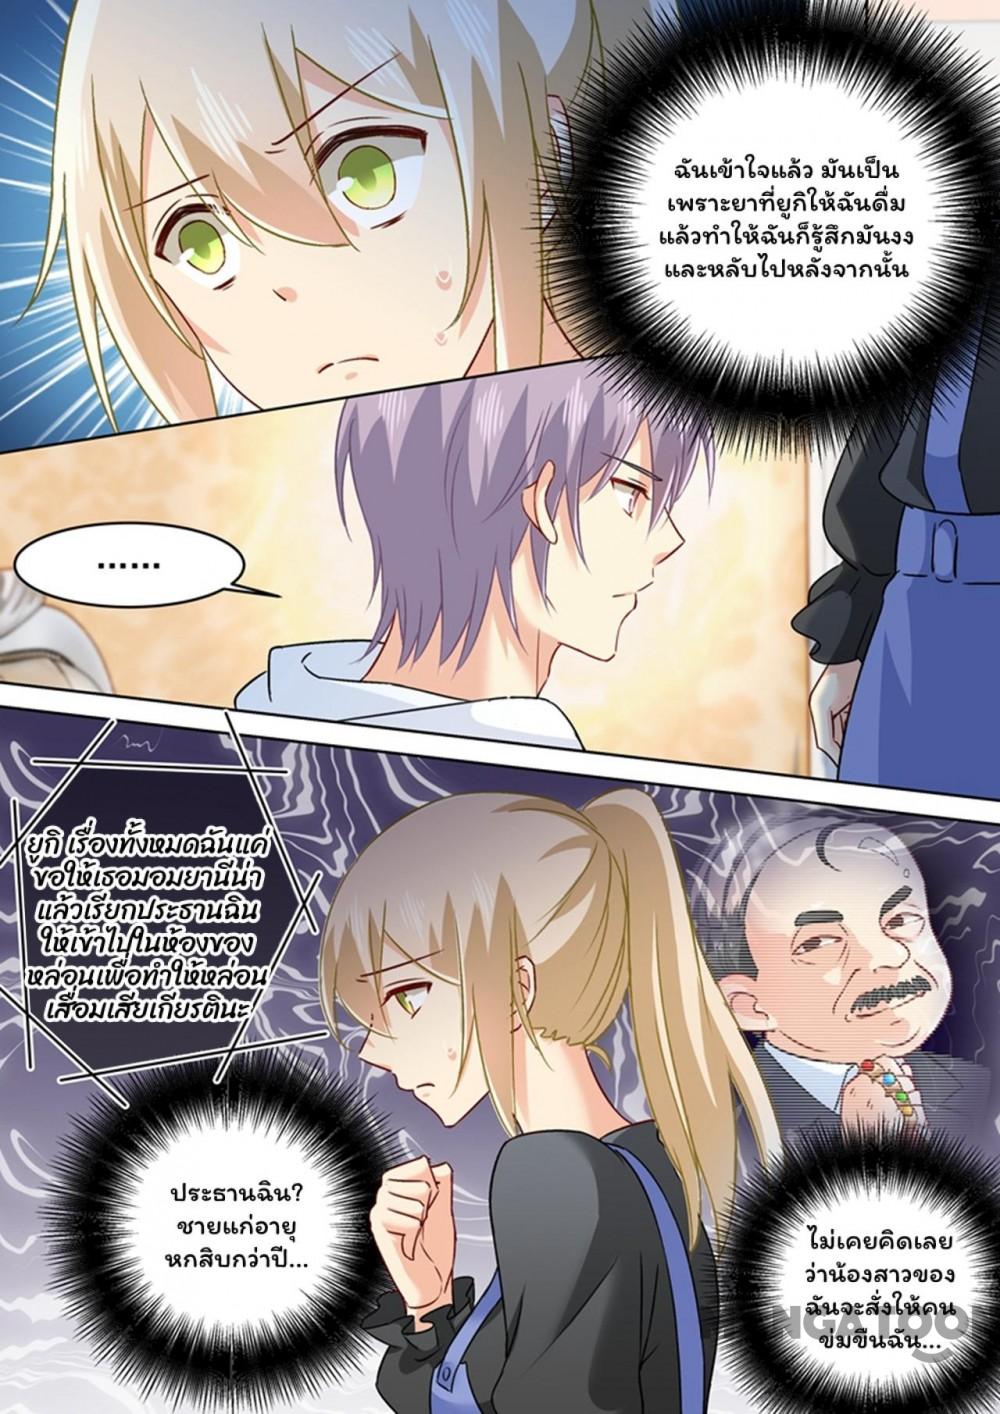 ฉันเข้าใจแล้ว มันเป็น
เพราะยาที่ยูกิให้ฉันดื่ม
แล้วทำให้ฉันก็รู้สึกมันงง
และหลับไปหลังจากนั้น
......
ยูกิ เรื่องทั้งหมดฉันแค่
ขอให้เธอมอมยานีน่า
แล้วเรียกประธานฉิน
ให้เข้าไปในห้องของ
หล่อนเพื่อทำให้หล่อน
เสื่อมเสียเกียรตินะ
ประธานฉิน?
ชายแก่อายุ
หกสิบกว่าปี...
ไม่เคยคิดเลย
ว่าน้องสาวของ
ฉันจะสั่งให้คน
ข่มขืนฉัน...